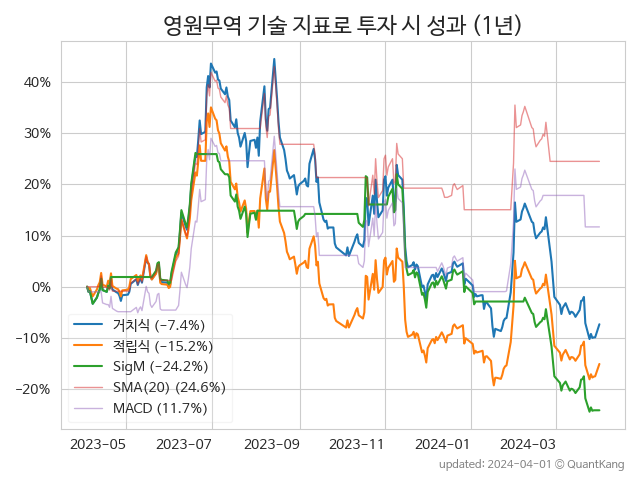 영원무역 기술 지표로 투자 시 성과 (1년)
40%
30%
20%
10%
0%
−10%
−20%
거치식 (−7.4%)
적립식 (−15.2%)
SigM (−24.2%)
SMA(20) (24.6%)
MACD (11.7%)
2023-05 2023-07 2023-09 2023-11 2024-01 2024-03
updated: 2024-04-01 © QuantKang